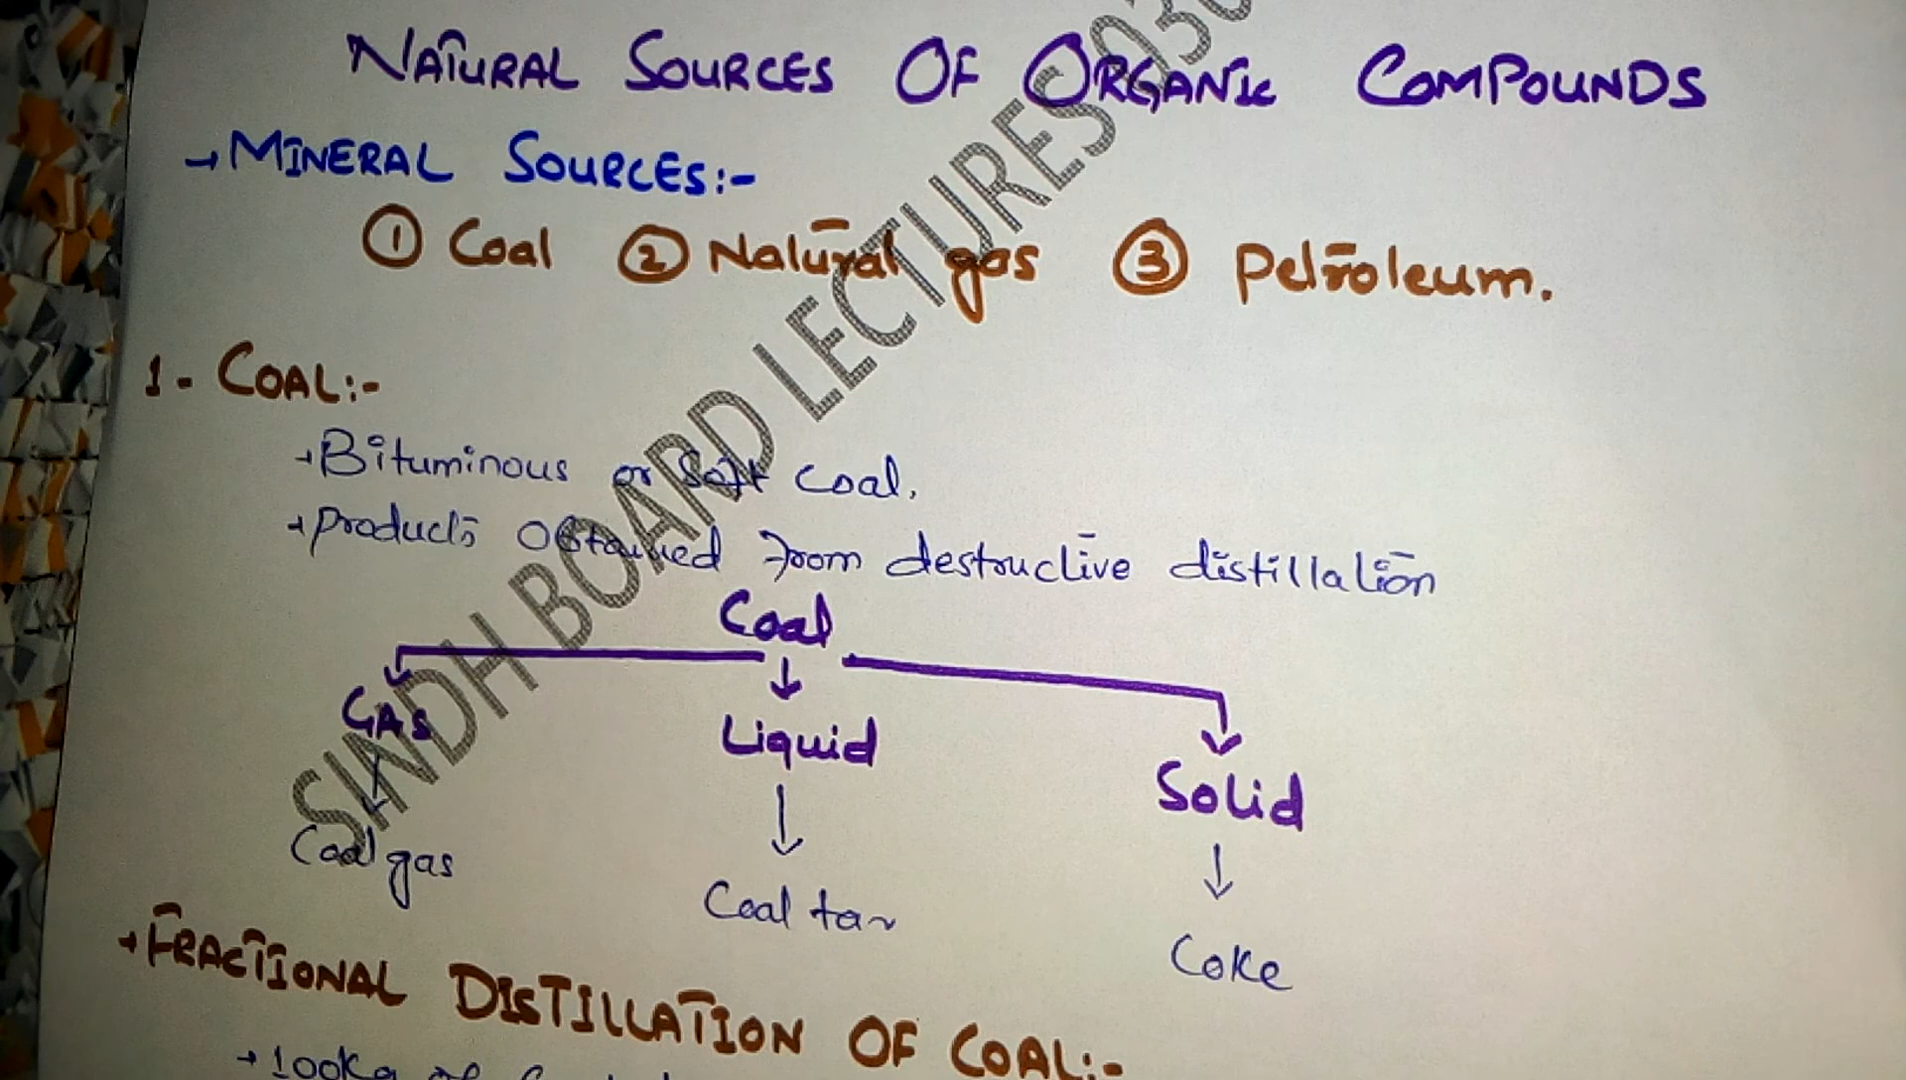 NATURAL SOURCES OF ORGANIC COMPOUNDS
→ MINERAL SOURCES:-
① Coal ② Natural gas ③ Petroleum.
1- COAL:-
→ Bituminous or Soft Coal.
→ Products Obtained From destructive distillation
Coal
GAS Liquid Solid
Coal gas Coal tar Coke
→ FRACTIONAL DISTILLATION OF COAL:-
→ 100Kg of
SINDH BOARD LECTURES